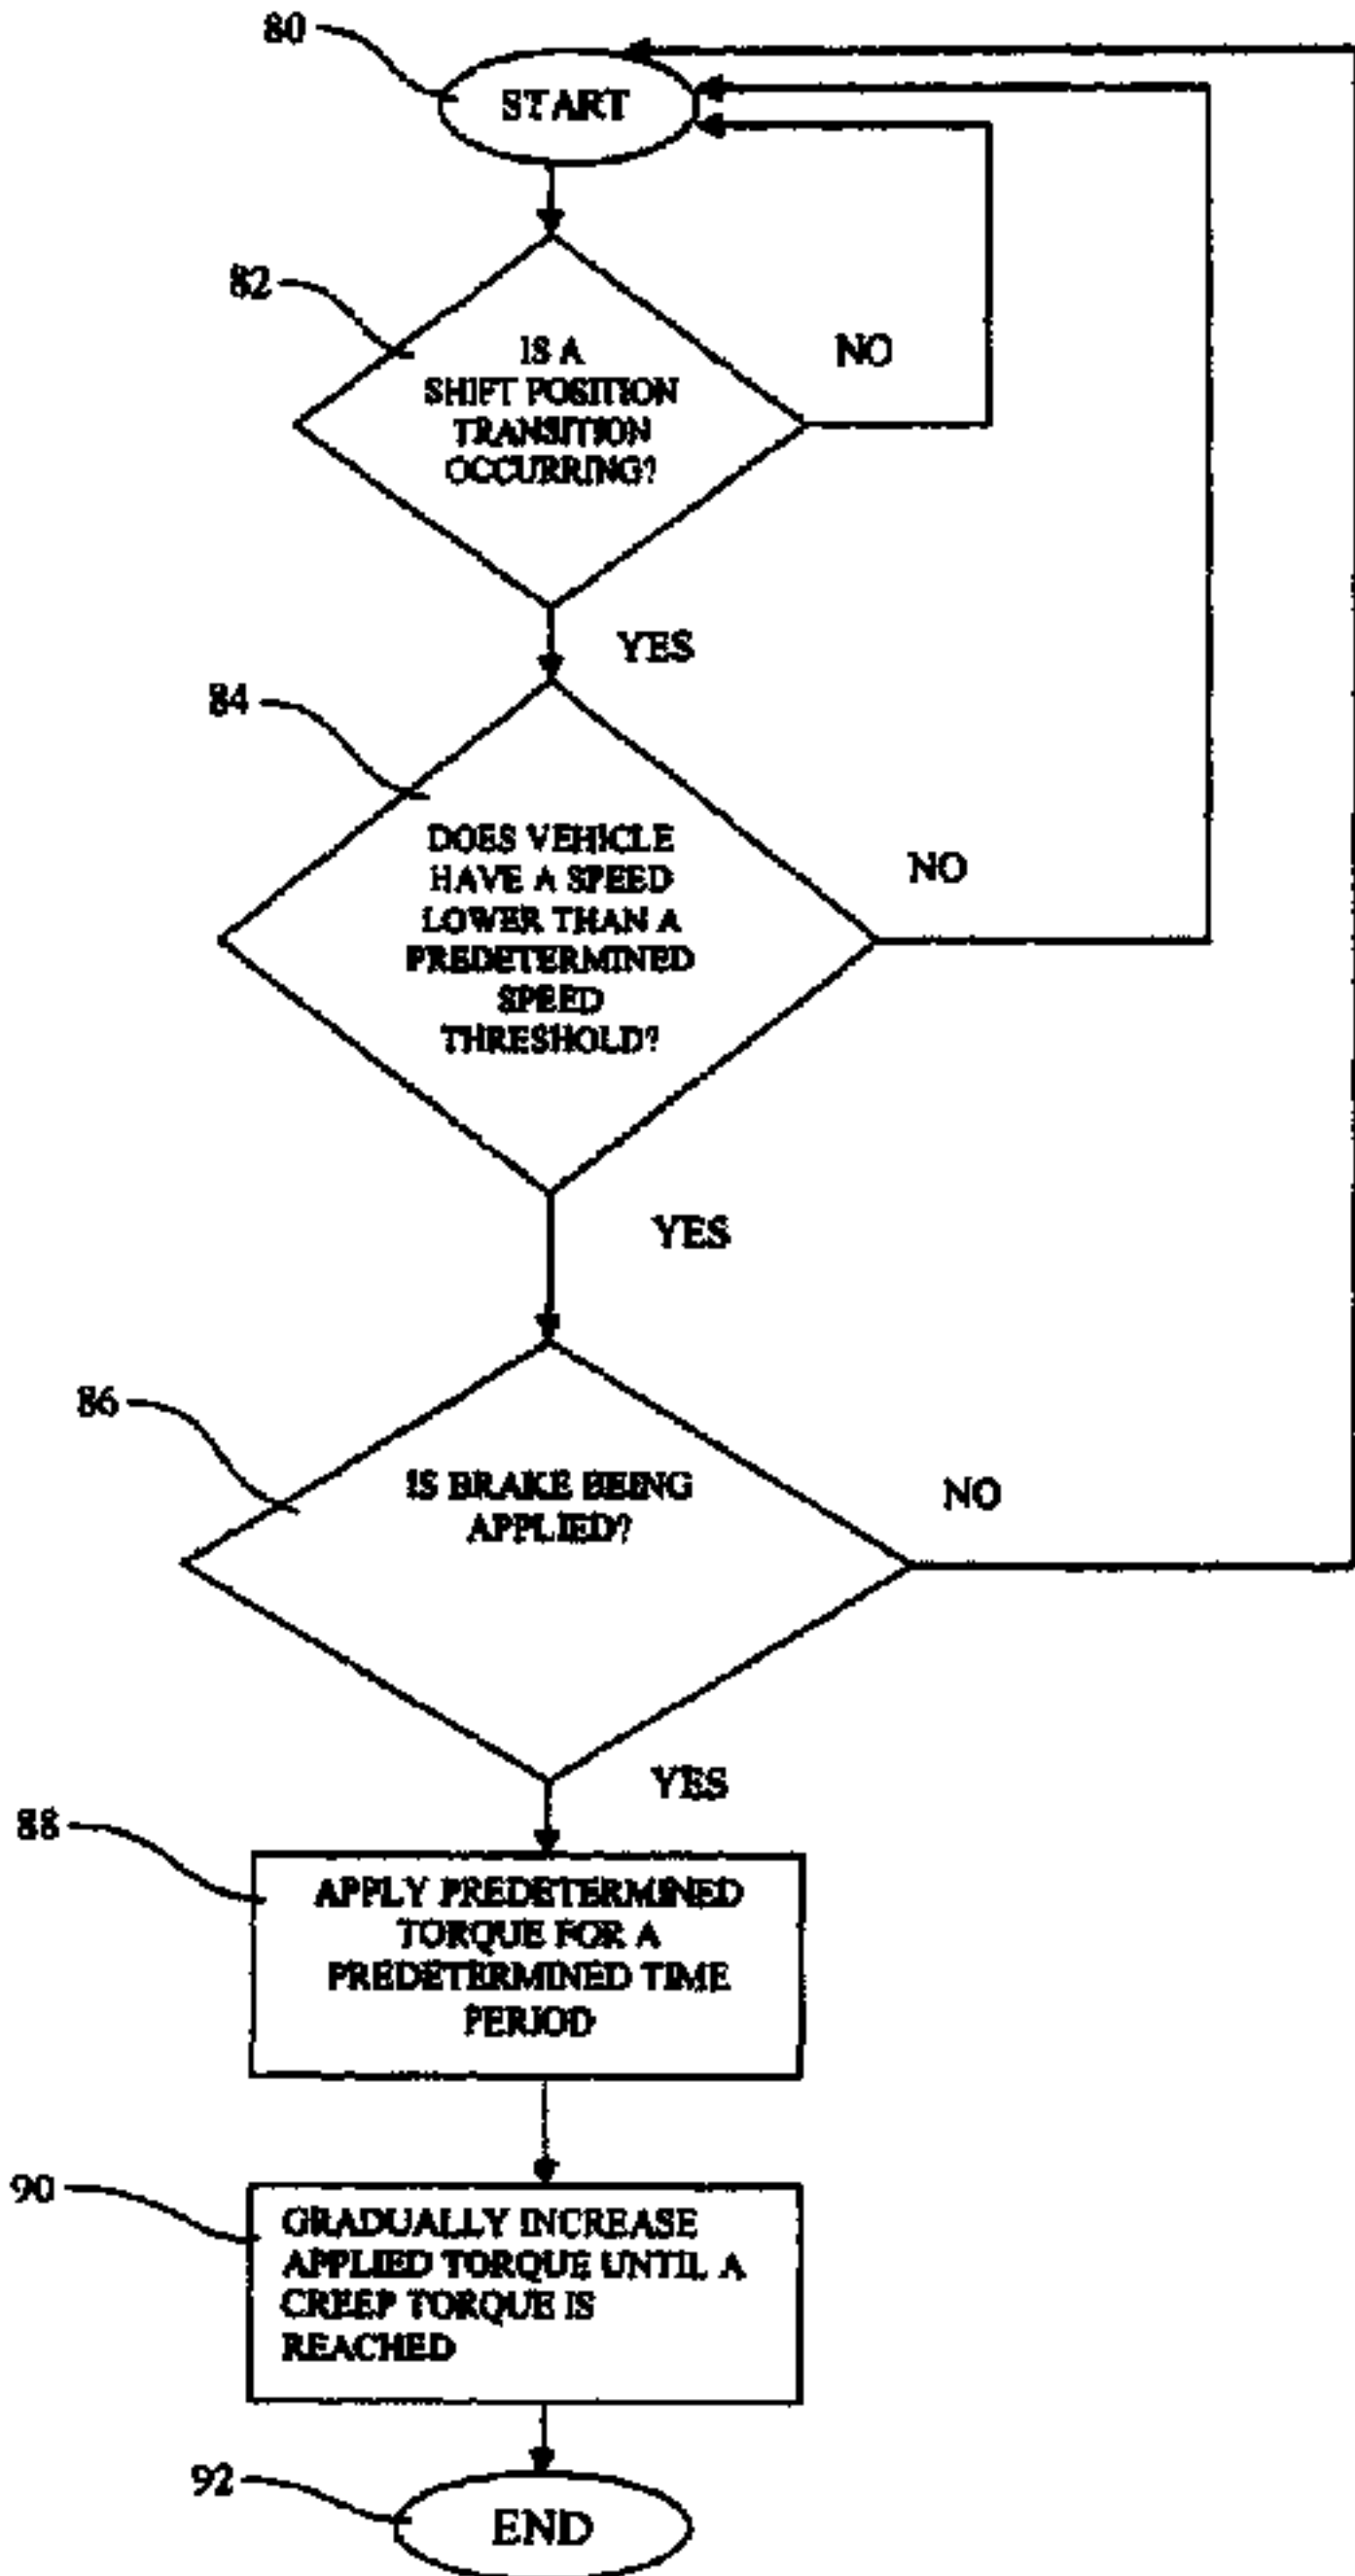 80
START
82
IS A
SHIFT POSITION
TRANSITION
OCCURRING?
NO
YES
84
DOES VEHICLE
HAVE A SPEED
LOWER THAN A
PREDETERMINED
SPEED
THRESHOLD?
NO
YES
86
IS BRAKE BEING
APPLIED?
NO
YES
88
APPLY PREDETERMINED
TORQUE FOR A
PREDETERMINED TIME
PERIOD
90
GRADUALLY INCREASE
APPLIED TORQUE UNTIL A
CREEP TORQUE IS
REACHED
92
END